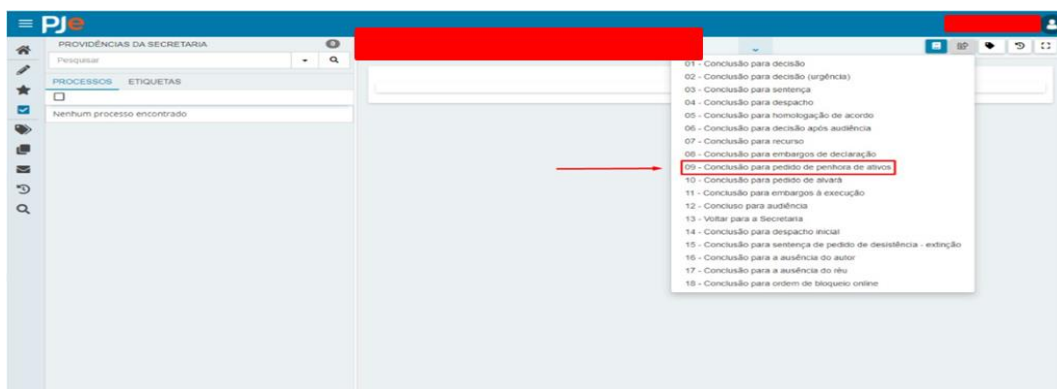 PJe
PROVIDÊNCIAS DA SECRETARIA 0
Pesquisar
PROCESSOS ETIQUETAS
Nenhum processo encontrado
01 - Conclusão para decisão
02 - Conclusão para decisão (urgência)
03 - Conclusão para sentença
04 - Conclusão para despacho
05 - Conclusão para homologação de acordo
06 - Conclusão para decisão após audiência
07 - Conclusão para recurso
08 - Conclusão para embargos de declaração
09 - Conclusão para pedido de penhora de ativos
10 - Conclusão para pedido de alvará
11 - Conclusão para embargos à execução
12 - Concluso para audiência
13 - Voltar para a Secretaria
14 - Conclusão para despacho inicial
15 - Conclusão para sentença de pedido de desistência - extinção
16 - Conclusão para a ausência do autor
17 - Conclusão para a ausência do réu
18 - Conclusão para ordem de bloqueio online